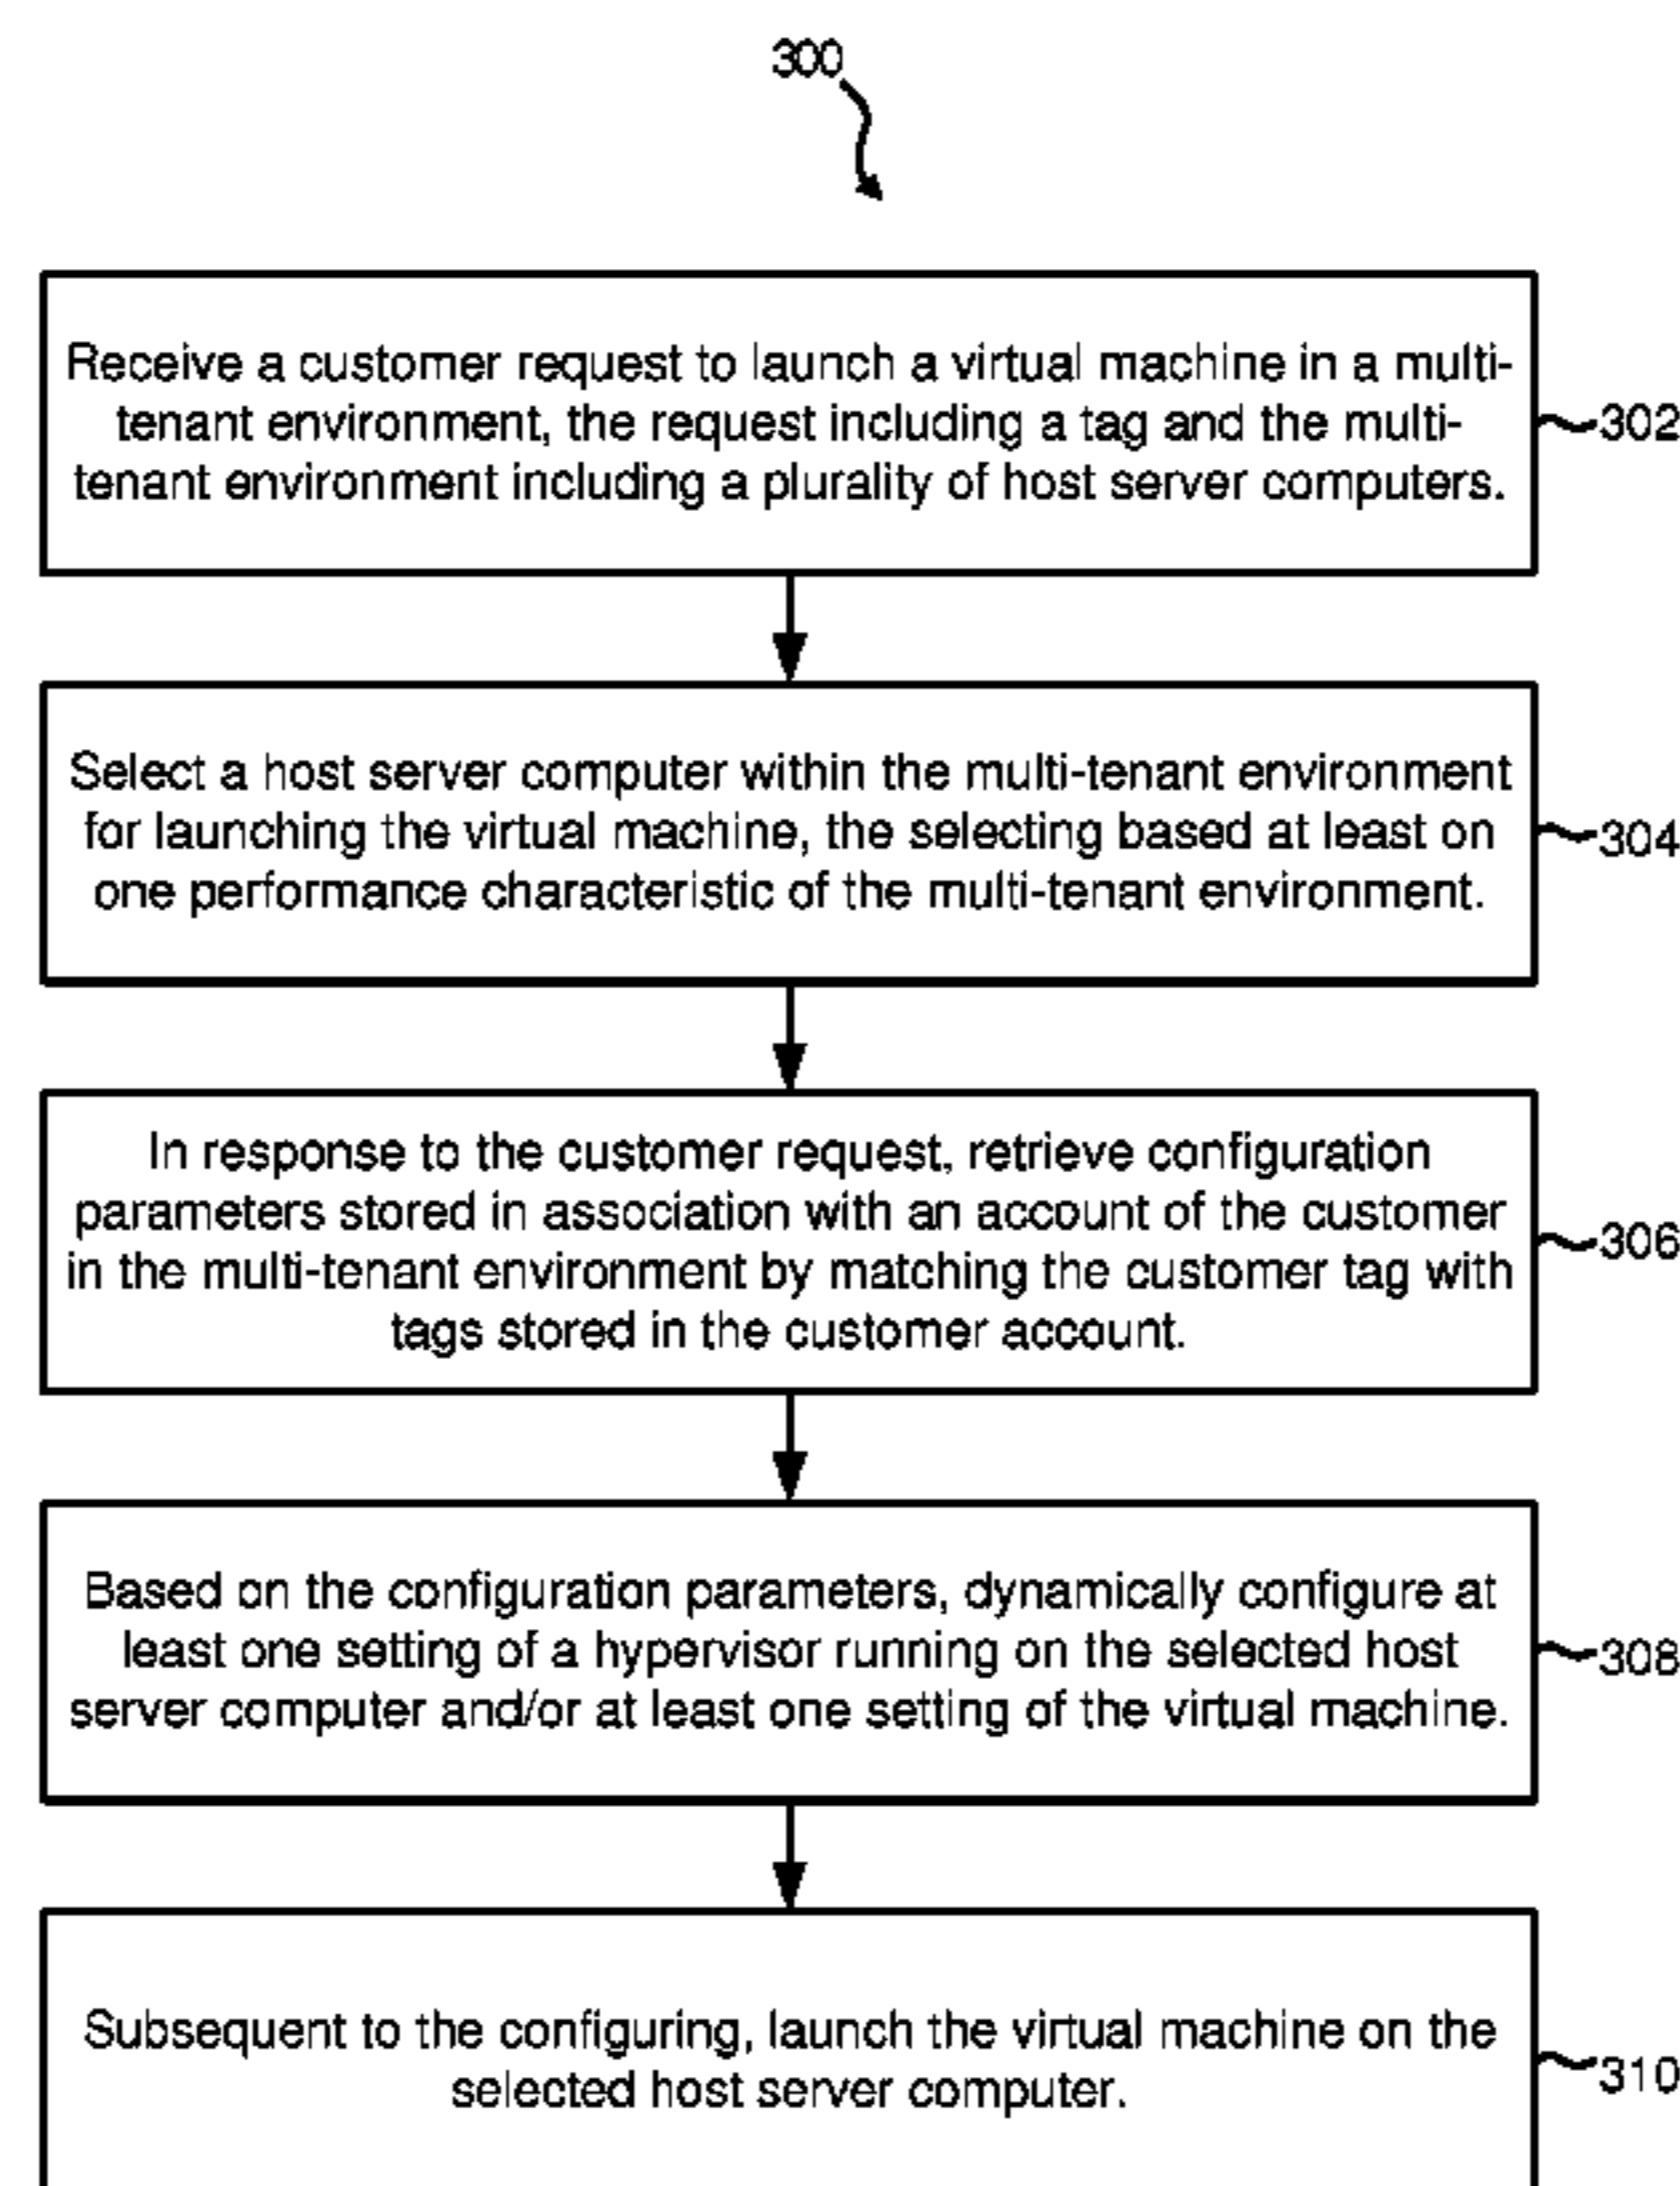 300
Receive a customer request to launch a virtual machine in a multi-
tenant environment, the request including a tag and the multi-
tenant environment including a plurality of host server computers.
302
Select a host server computer within the multi-tenant environment
for launching the virtual machine, the selecting based at least on
one performance characteristic of the multi-tenant environment.
304
In response to the customer request, retrieve configuration
parameters stored in association with an account of the customer
in the multi-tenant environment by matching the customer tag with
tags stored in the customer account.
306
Based on the configuration parameters, dynamically configure at
least one setting of a hypervisor running on the selected host
server computer and/or at least one setting of the virtual machine.
308
Subsequent to the configuring, launch the virtual machine on the
selected host server computer.
310